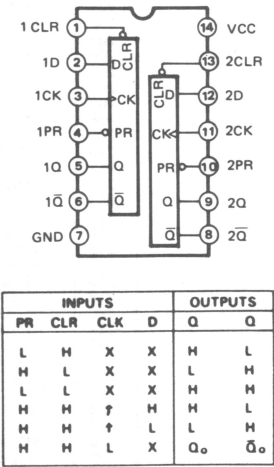 1 CLR 1 14 VCC
CLR 13 2CLR
1D 2 D CLR
D 12 2D
1CK 3 CK
CK 11 2CK
1PR 4 PR
PR 10 2PR
1Q 5 Q Q 9 2Q
1Q̅ 6 Q̅ Q̅ 8 2Q̅
GND 7
INPUTS OUTPUTS
PR CLR CLK D Q Q
L H X X H L
H L X X L H
L L X X H H
H H ↑ H H L
H H ↑ L L H
H H L X Q₀ Q̅₀